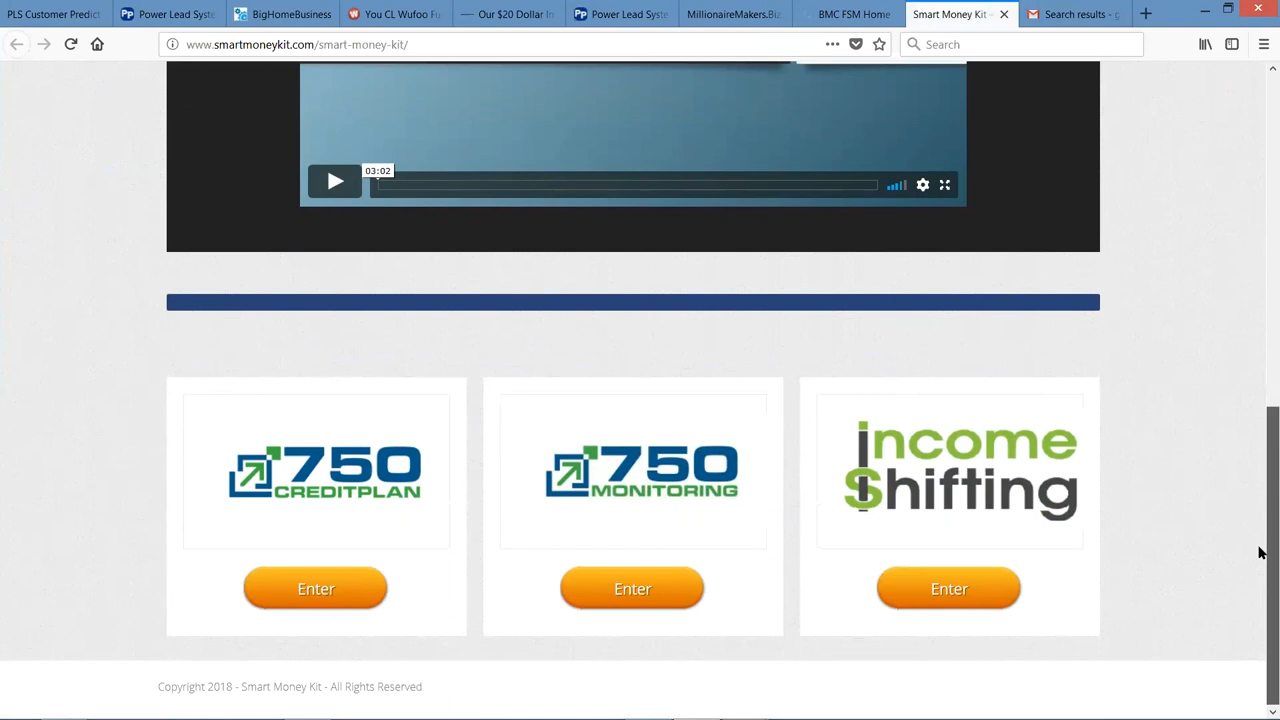 PLS Customer Predict
Power Lead Syste
BigHomeBusiness
You CL Wufoo Fu
Our $20 Dollar In
Power Lead Syste
MillionaireMakers.Biz
BMC FSM Home
Smart Money Kit –
Search results - g
www.smartmoneykit.com/smart-money-kit/
Search
03:02
750
CREDITPLAN
750
MONITORING
income
$hifting
Enter
Enter
Enter
Copyright 2018 - Smart Money Kit - All Rights Reserved